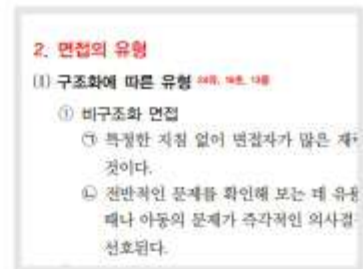 2. 면접의 유형
(1) 구조화에 따른 유형
① 비구조화 면접
㉠ 특정한 지침 없이 면접자가 많은 재
것이다.
㉡ 전반적인 문제를 확인해 보는 데 유용
때나 아동의 문제가 즉각적인 의사결
선호된다.